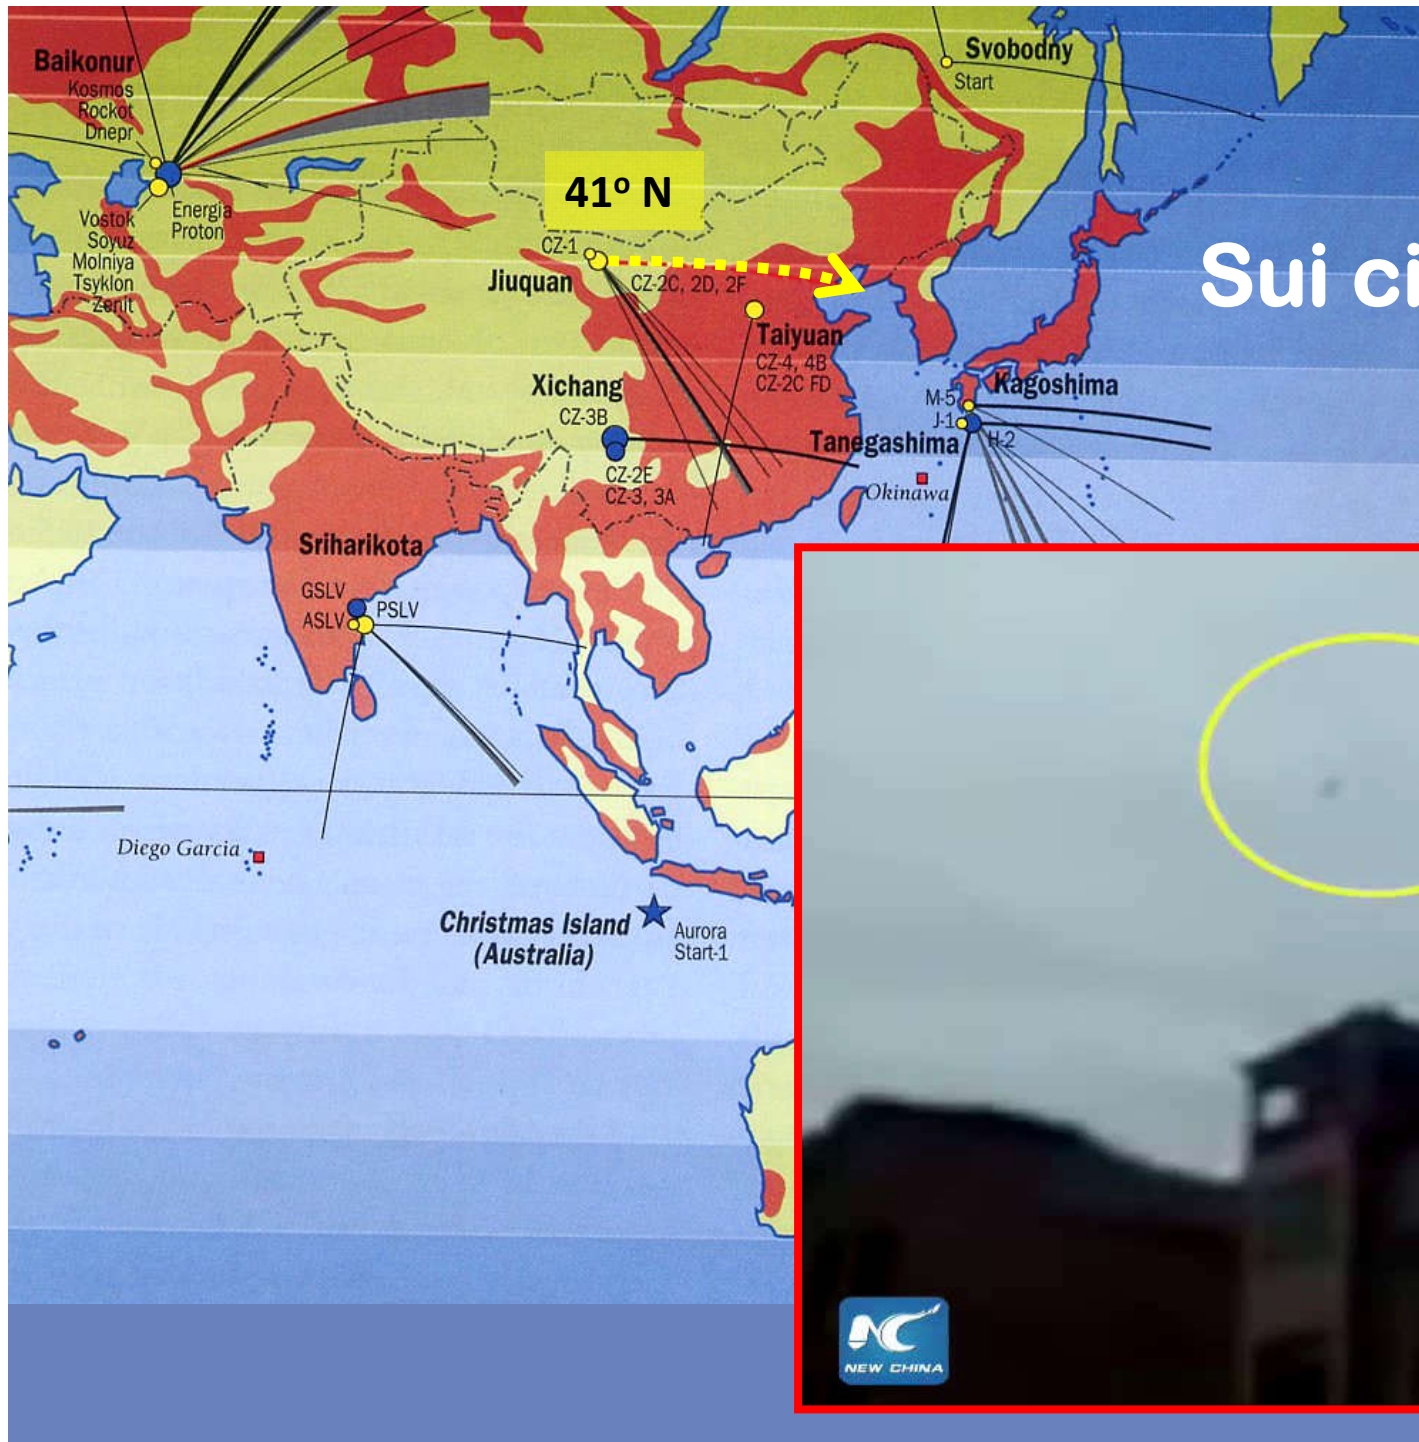 Baikonur
Kosmos
Rockot
Dnepr
Vostok
Soyuz
Molniya
Tsyklon
Zenit
Energia
Proton
Svobodny
Start
41º N
CZ-1
Jiuquan
CZ-2C, 2D, 2F
Sui ci
Taiyuan
CZ-4, 4B
CZ-2C FD
Xichang
CZ-3B
CZ-2E
CZ-3, 3A
Kagoshima
M-5
J-1
H-2
Tanegashima
Okinawa
Sriharikota
GSLV
ASLV
PSLV
Diego Garcia
Christmas Island
(Australia)
Aurora
Start-1
NC
NEW CHINA